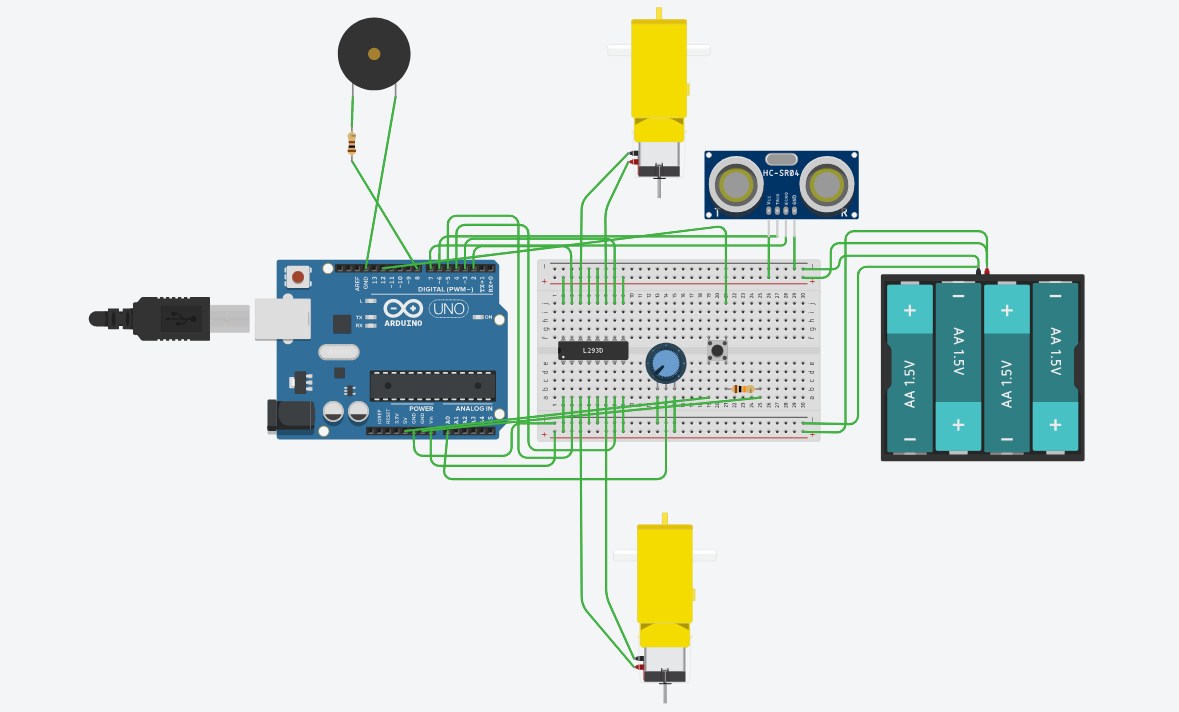 HC-SR04
Vcc
TRIG
ECHO
GND
T
R
AREF
GND
13
12
~11
~10
~9
8
7
~6
~5
4
~3
2
TX→1
RX←0
DIGITAL (PWM~)
L
TX
RX
ARDUINO
UNO
ON
L293D
POWER
ANALOG IN
IOREF
RESET
3.3V
5V
GND
GND
Vin
A0
A1
A2
A3
A4
A5
AA 1.5V
AA 1.5V
AA 1.5V
AA 1.5V